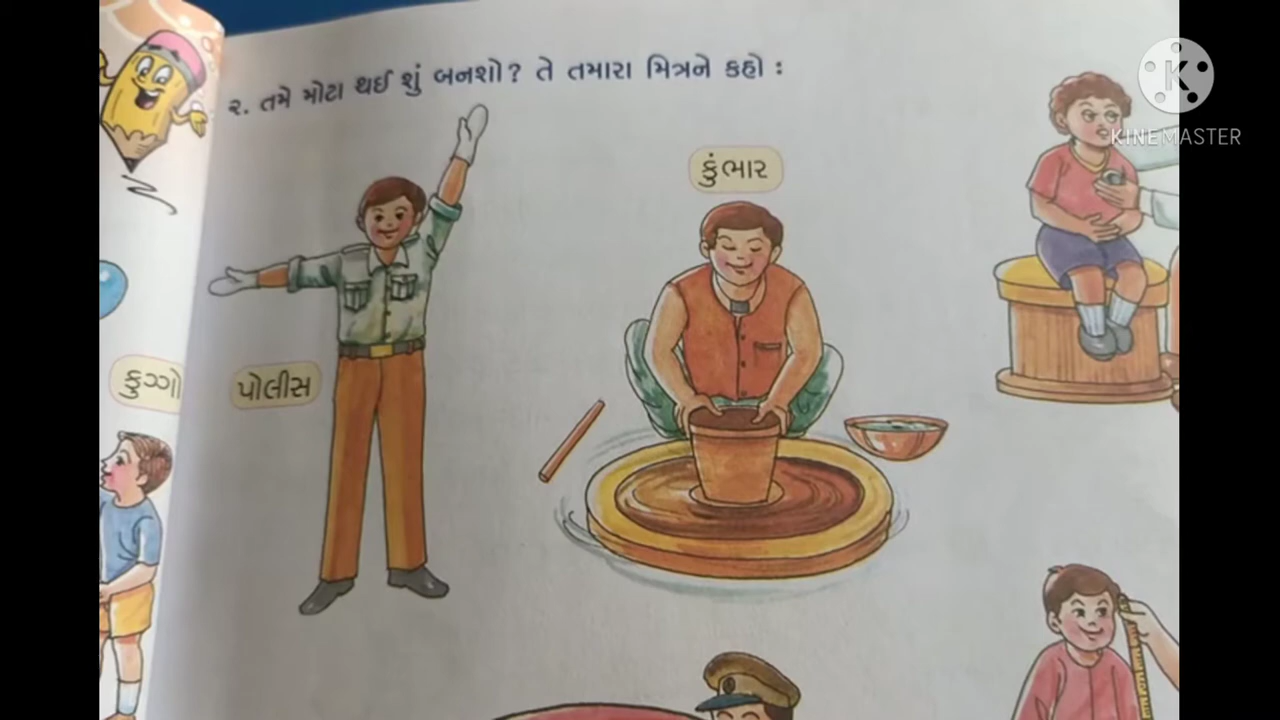 ૨. તમે મોટા થઈ શું બનશો? તે તમારા મિત્રને કહો :
કુંભાર
પોલીસ
ફુગ્ગો
K
KINEMASTER